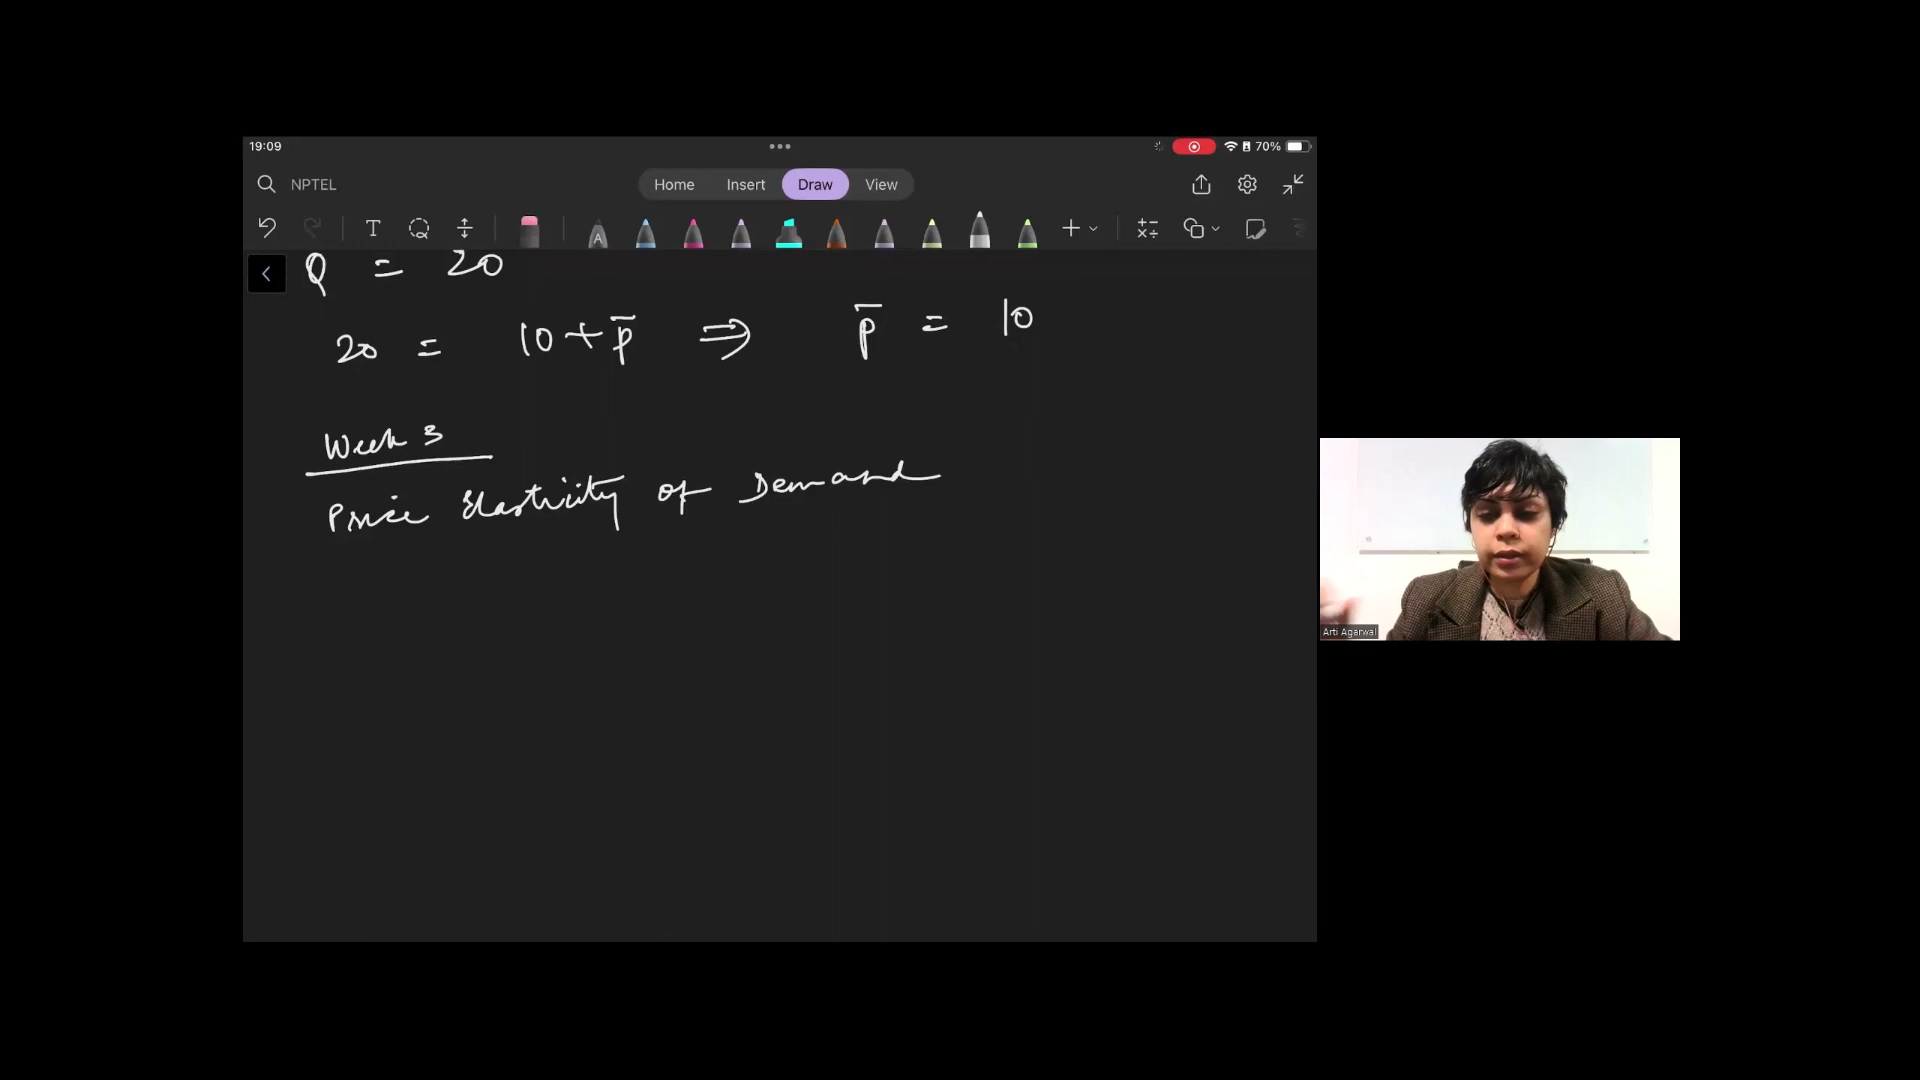 19:09
70%
NPTEL
Home Insert Draw View
T
A
Q = 20
20 = 10 + p̅ ⇒ p̅ = 10
Week 3
Price Elasticity of Demand
Arti Agarwal